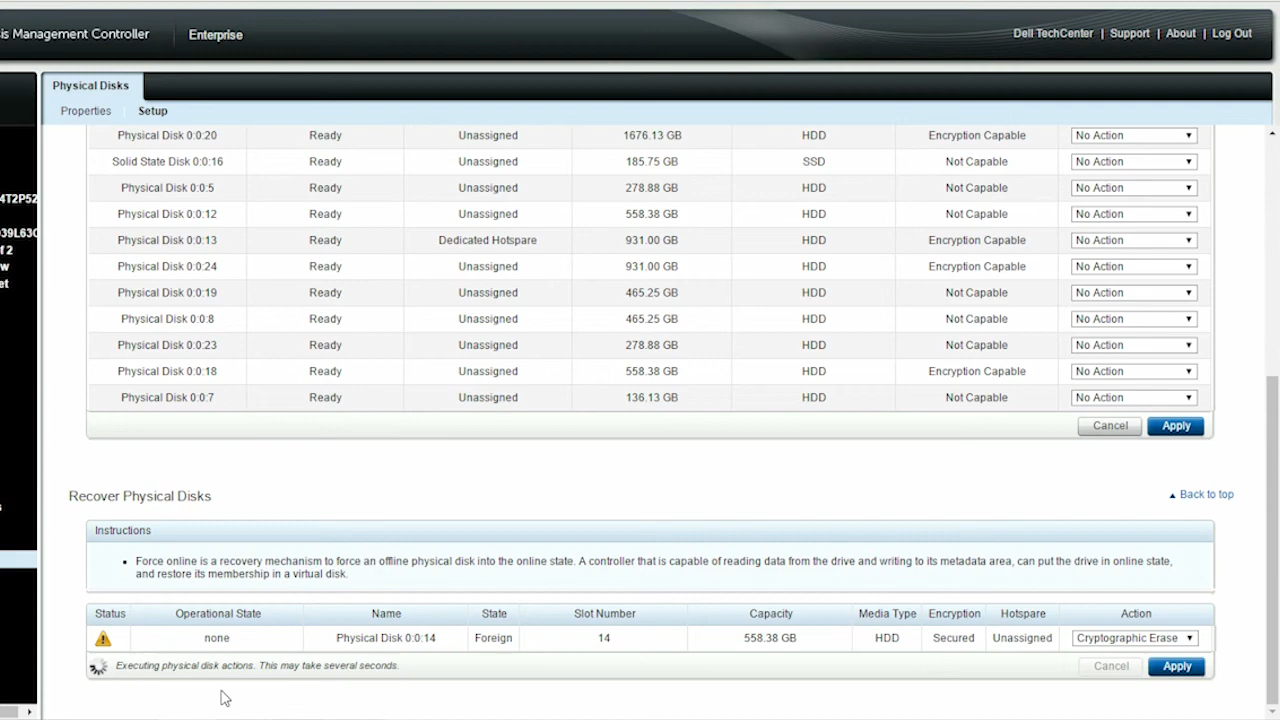 is Management Controller Enterprise Dell TechCenter | Support | About | Log Out
Physical Disks
Properties Setup
Physical Disk 0:0:20 Ready Unassigned 1676.13 GB HDD Encryption Capable No Action
Solid State Disk 0:0:16 Ready Unassigned 185.75 GB SSD Not Capable No Action
Physical Disk 0:0:5 Ready Unassigned 278.88 GB HDD Not Capable No Action
4T2P52
Physical Disk 0:0:12 Ready Unassigned 558.38 GB HDD Not Capable No Action
039L63C
Physical Disk 0:0:13 Ready Dedicated Hotspare 931.00 GB HDD Encryption Capable No Action
f 2
Physical Disk 0:0:24 Ready Unassigned 931.00 GB HDD Encryption Capable No Action
w
et
Physical Disk 0:0:19 Ready Unassigned 465.25 GB HDD Not Capable No Action
Physical Disk 0:0:8 Ready Unassigned 465.25 GB HDD Not Capable No Action
Physical Disk 0:0:23 Ready Unassigned 278.88 GB HDD Not Capable No Action
Physical Disk 0:0:18 Ready Unassigned 558.38 GB HDD Encryption Capable No Action
Physical Disk 0:0:7 Ready Unassigned 136.13 GB HDD Not Capable No Action
Cancel Apply
Recover Physical Disks Back to top
s
Instructions
Force online is a recovery mechanism to force an offline physical disk into the online state. A controller that is capable of reading data from the drive and writing to its metadata area, can put the drive in online state,
and restore its membership in a virtual disk.
Status Operational State Name State Slot Number Capacity Media Type Encryption Hotspare Action
none Physical Disk 0:0:14 Foreign 14 558.38 GB HDD Secured Unassigned Cryptographic Erase
Executing physical disk actions. This may take several seconds. Cancel Apply